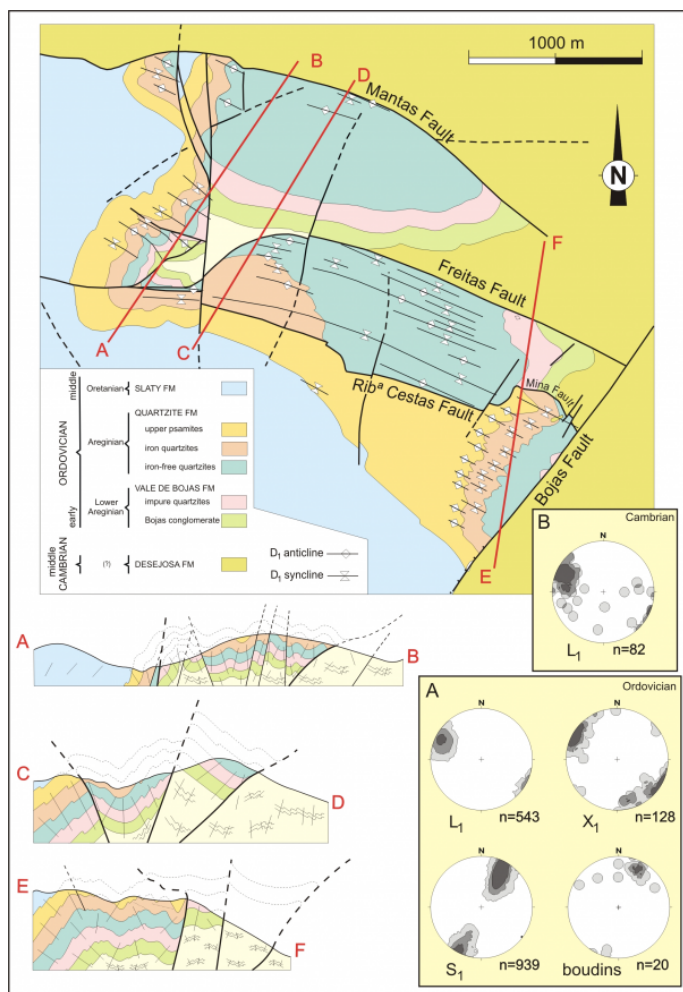 B
D
1000 m
Mantas Fault
N
F
Freitas Fault
A
C
Ribª Cestas Fault
Mina Fault
Bojas Fault
E
middle
ORDOVICIAN
early
middle
CAMBRIAN
Oretanian
SLATY FM
QUARTZITE FM
Areginian
upper psamites
iron quartzites
iron-free quartzites
VALE DE BOJAS FM
Lower
Areginian
impure quartzites
Bojas conglomerate
(?)
DESEJOSA FM
D1 anticline
D1 syncline
B
Cambrian
N
L1
n=82
A
B
C
D
E
F
A
Ordovician
N
N
L1
n=543
X1
n=128
N
N
S1
n=939
boudins
n=20